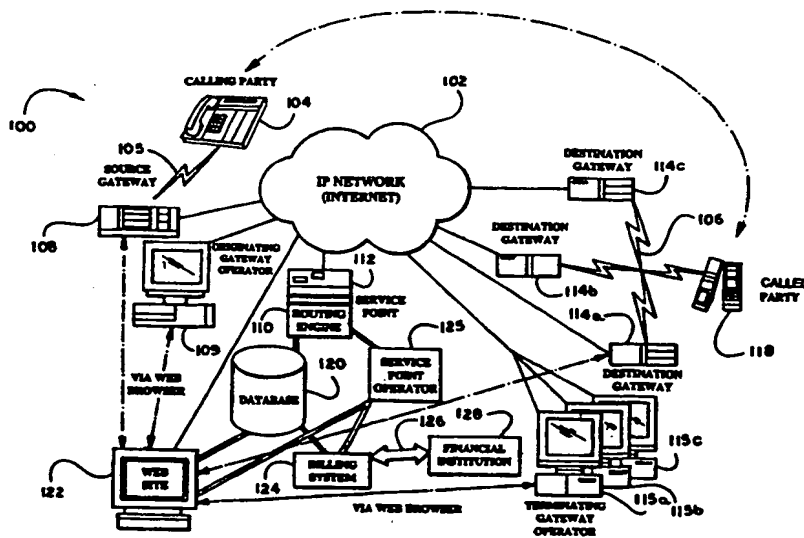 CALLING PARTY
104
102
100
105
SOURCE
GATEWAY
DESTINATION
GATEWAY
114c
IP NETWORK
(INTERNET)
106
108
ORIGINATING
GATEWAY
OPERATOR
112
DESTINATION
GATEWAY
114b
CALLED
PARTY
SERVICE
POINT
110
ROUTING
ENGINE
125
114a
118
109
VIA WEB
BROWSER
120
SERVICE
POINT
OPERATOR
DESTINATION
GATEWAY
DATABASE
126
128
122
WEB
SITE
124
BILLING
SYSTEM
FINANCIAL
INSTITUTION
115c
115a
115b
VIA WEB BROWSER
TERMINATING
GATEWAY
OPERATOR